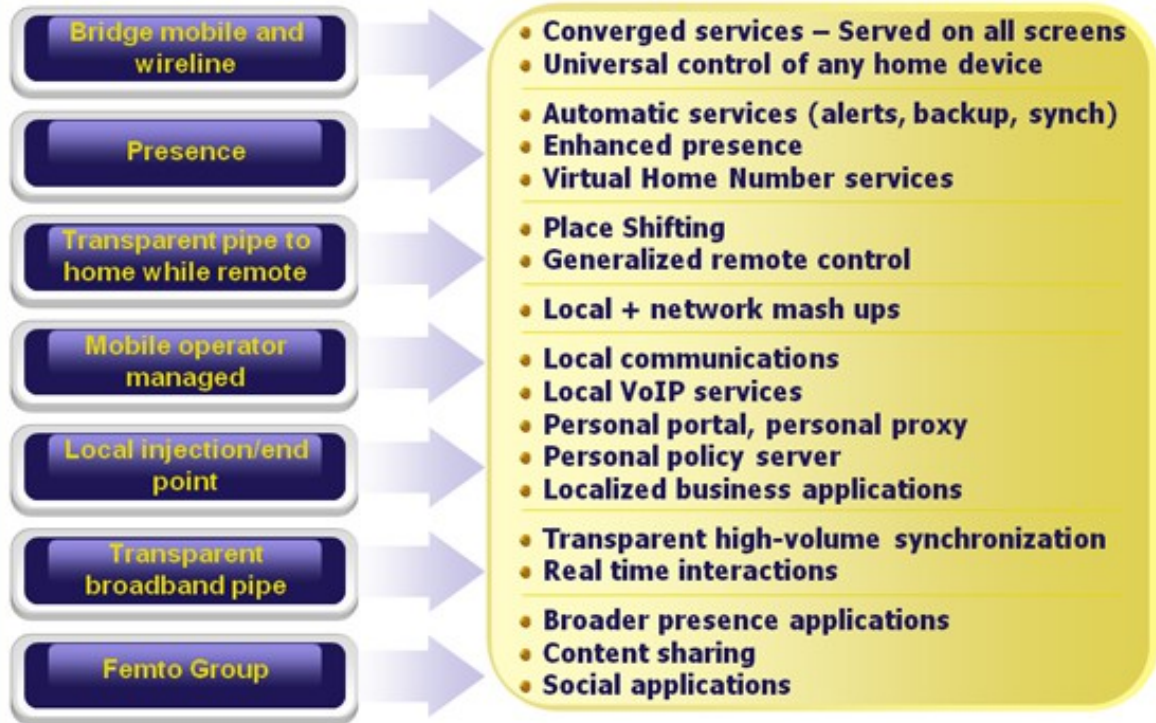 Bridge mobile and
wireline
• Converged services – Served on all screens
• Universal control of any home device
Presence
• Automatic services (alerts, backup, synch)
• Enhanced presence
• Virtual Home Number services
Transparent pipe to
home while remote
• Place Shifting
• Generalized remote control
Mobile operator
managed
• Local + network mash ups
Local injection/end
point
• Local communications
• Local VoIP services
• Personal portal, personal proxy
• Personal policy server
• Localized business applications
Transparent
broadband pipe
• Transparent high-volume synchronization
• Real time interactions
Femto Group
• Broader presence applications
• Content sharing
• Social applications